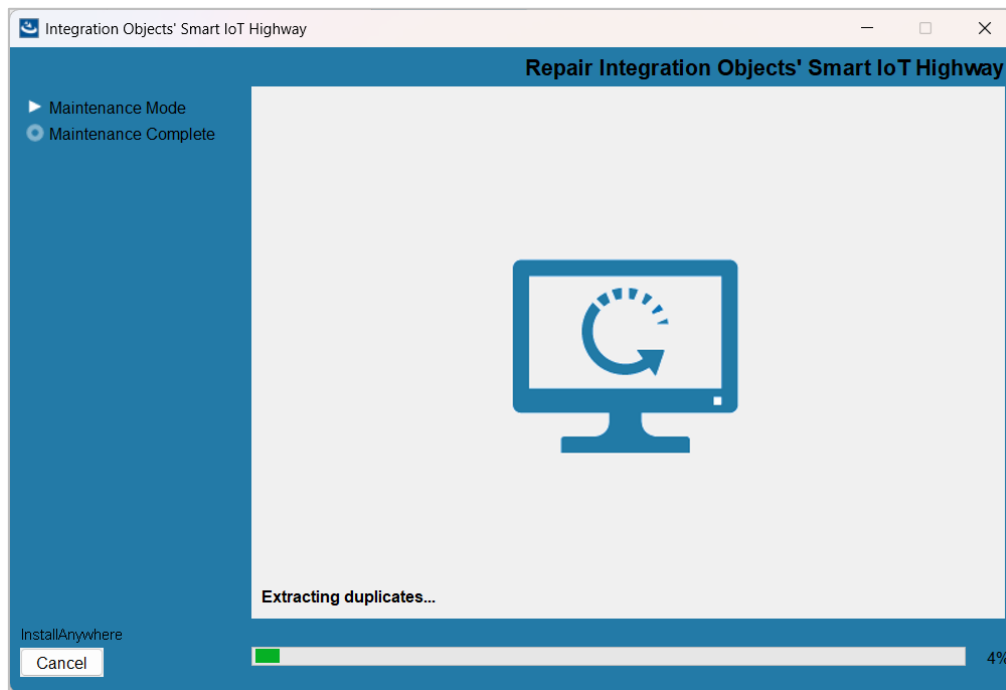 Integration Objects' Smart IoT Highway
Repair Integration Objects' Smart IoT Highway
Maintenance Mode
Maintenance Complete
Extracting duplicates...
InstallAnywhere
Cancel
4%